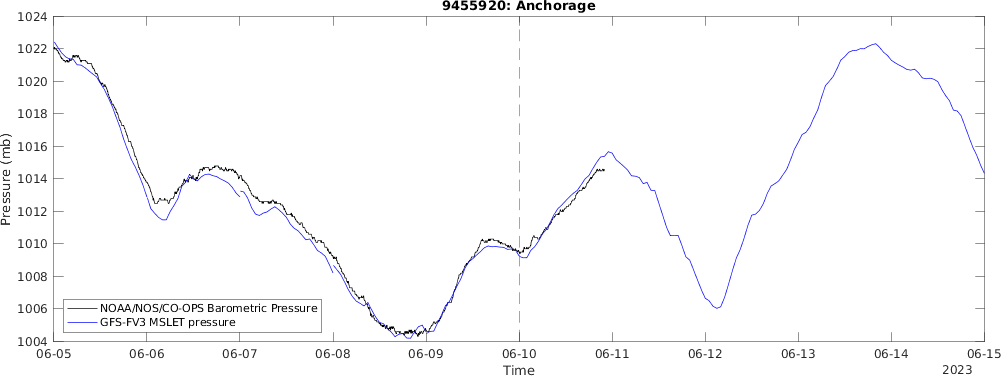 9455920: Anchorage
Pressure (mb)
1024
1022
1020
1018
1016
1014
1012
1010
1008
1006
1004
NOAA/NOS/CO-OPS Barometric Pressure
GFS-FV3 MSLET pressure
06-05 06-06 06-07 06-08 06-09 06-10 06-11 06-12 06-13 06-14 06-15
Time
2023